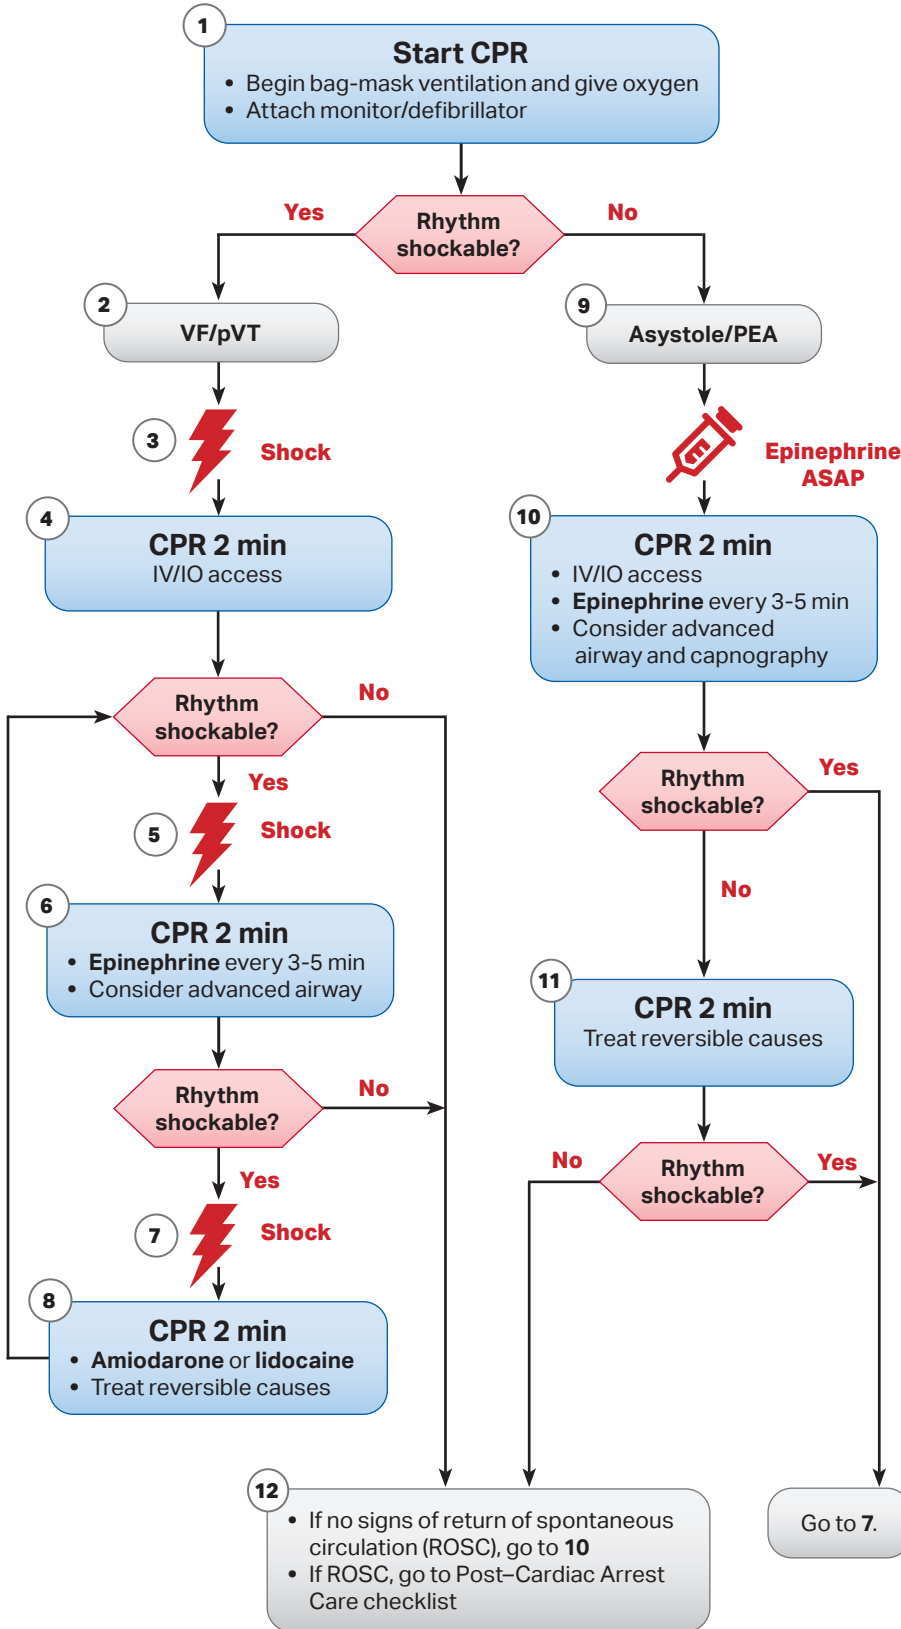 1
Start CPR
• Begin bag-mask ventilation and give oxygen
• Attach monitor/defibrillator
Rhythm
shockable?
Yes
No
2
VF/pVT
3
Shock
4
CPR 2 min
IV/IO access
Rhythm
shockable?
No
Yes
5
Shock
6
CPR 2 min
• Epinephrine every 3-5 min
• Consider advanced airway
Rhythm
shockable?
No
Yes
7
Shock
8
CPR 2 min
• Amiodarone or lidocaine
• Treat reversible causes
9
Asystole/PEA
Epinephrine
ASAP
10
CPR 2 min
• IV/IO access
• Epinephrine every 3-5 min
• Consider advanced
airway and capnography
Rhythm
shockable?
Yes
No
11
CPR 2 min
Treat reversible causes
Rhythm
shockable?
No
Yes
12
• If no signs of return of spontaneous
circulation (ROSC), go to 10
• If ROSC, go to Post–Cardiac Arrest
Care checklist
Go to 7.